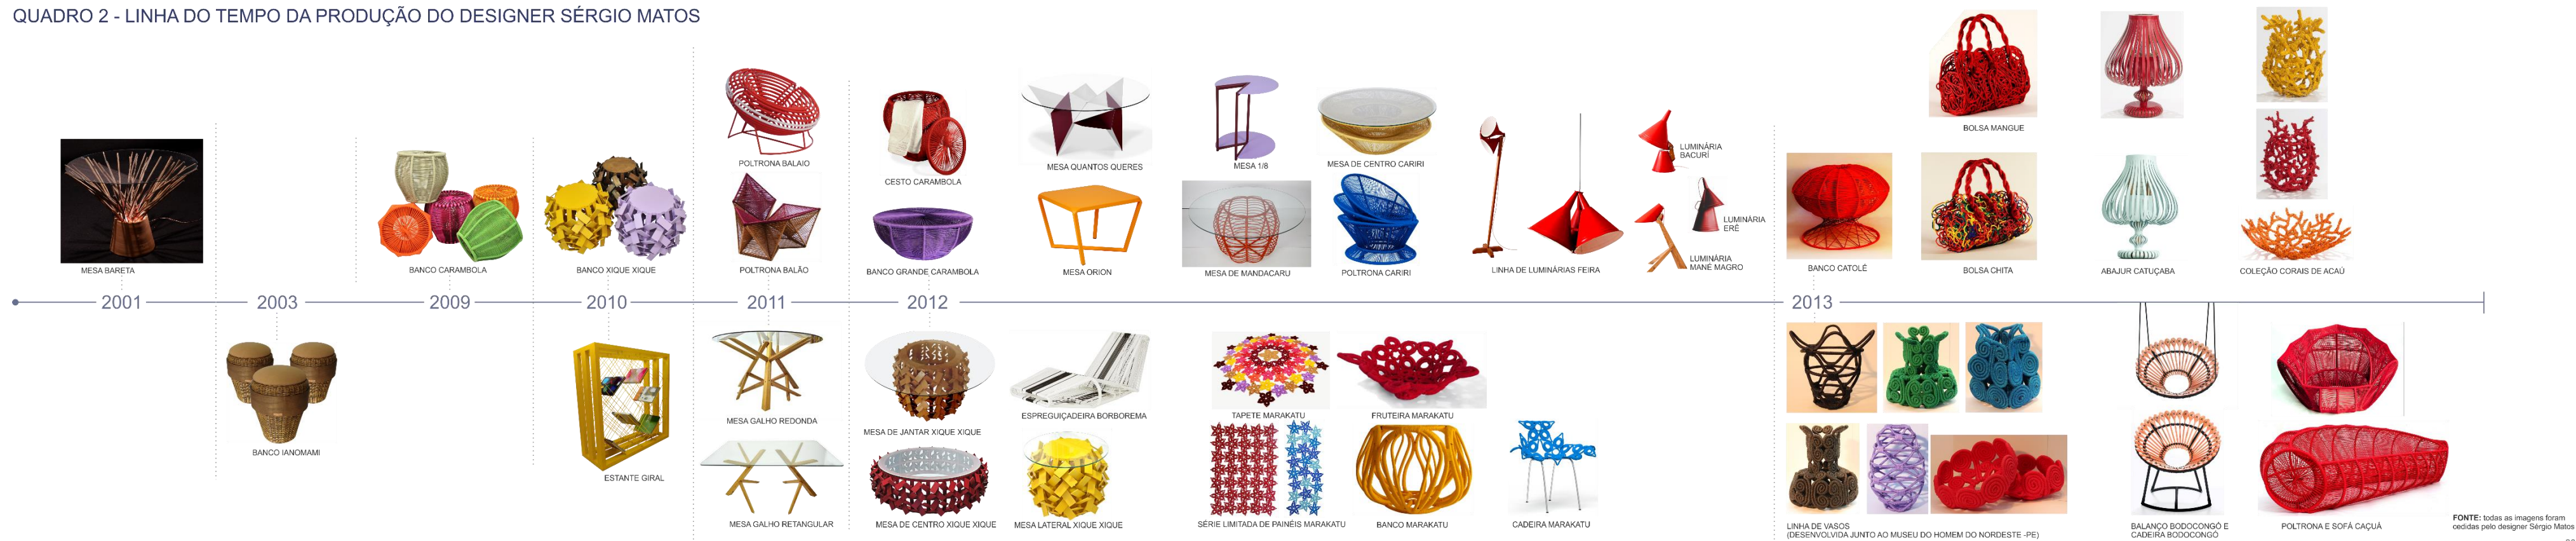 QUADRO 2 - LINHA DO TEMPO DA PRODUÇÃO DO DESIGNER SÉRGIO MATOS
MESA BARETA
BANCO CARAMBOLA
BANCO XIQUE XIQUE
POLTRONA BALAIO
POLTRONA BALÃO
CESTO CARAMBOLA
BANCO GRANDE CARAMBOLA
MESA QUANTOS QUERES
MESA ORION
MESA 1/8
MESA DE MANDACARU
MESA DE CENTRO CARIRI
POLTRONA CARIRI
LINHA DE LUMINÁRIAS FEIRA
LUMINÁRIA
BACURÍ
LUMINÁRIA
ERÊ
LUMINÁRIA
MANÉ MAGRO
BANCO CATOLÉ
BOLSA MANGUE
BOLSA CHITA
ABAJUR CATUÇABA
COLEÇÃO CORAIS DE ACAÚ
2001
2003
2009
2010
2011
2012
2013
BANCO IANOMAMI
ESTANTE GIRAL
MESA GALHO REDONDA
MESA GALHO RETANGULAR
MESA DE JANTAR XIQUE XIQUE
MESA DE CENTRO XIQUE XIQUE
ESPREGUIÇADEIRA BORBOREMA
MESA LATERAL XIQUE XIQUE
TAPETE MARAKATU
SÉRIE LIMITADA DE PAINÉIS MARAKATU
FRUTEIRA MARAKATU
BANCO MARAKATU
CADEIRA MARAKATU
LINHA DE VASOS
(DESENVOLVIDA JUNTO AO MUSEU DO HOMEM DO NORDESTE -PE)
BALANÇO BODOCONGÓ E
CADEIRA BODOCONGÓ
POLTRONA E SOFÁ CAÇUÁ
FONTE: todas as imagens foram
cedidas pelo designer Sérgio Matos